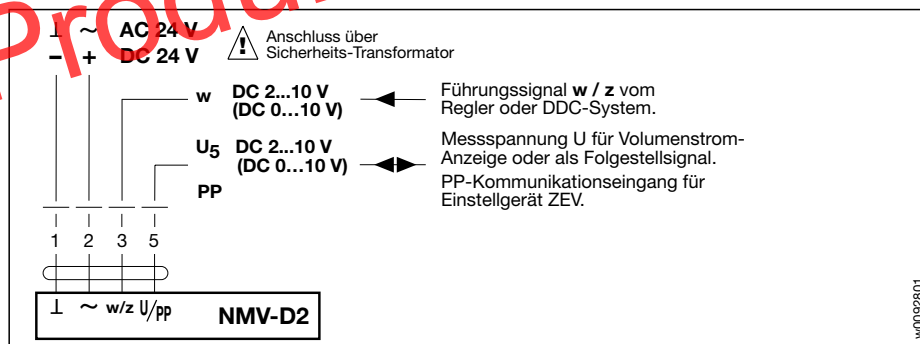 Produ
⊥ ~ AC 24 V
− + DC 24 V
Anschluss über
Sicherheits-Transformator
w DC 2...10 V
(DC 0...10 V)
Führungssignal w / z vom
Regler oder DDC-System.
U5 DC 2...10 V
(DC 0...10 V)
PP
Messspannung U für Volumenstrom-
Anzeige oder als Folgestellsignal.
PP-Kommunikationseingang für
Einstellgerät ZEV.
1 2 3 5
⊥ ~ w/z U/PP NMV-D2
w0092801